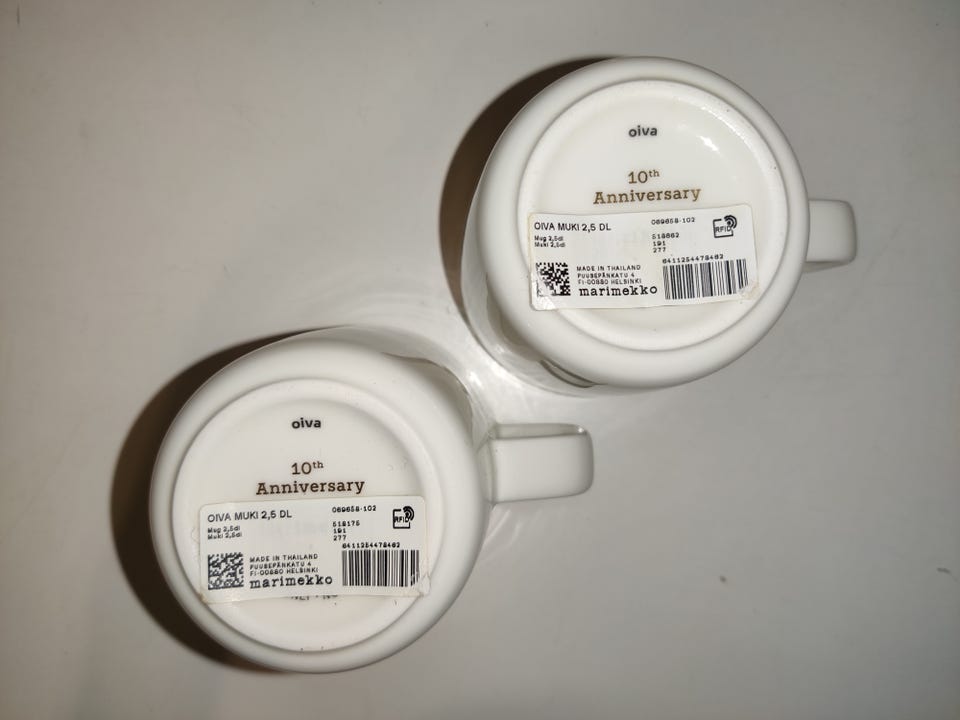 oiva
10th
Anniversary
OIVA MUKI 2,5 DL
069658-102
Mug 2,5dl
Muki 2,5dl
518662
191
277
RFID
6411254478462
MADE IN THAILAND
PUUSEPÄNKATU 4
FI-00880 HELSINKI
marimekko
oiva
10th
Anniversary
OIVA MUKI 2,5 DL
069658-102
Mug 2,5dl
Muki 2,5dl
518175
191
277
RFID
6411254478462
MADE IN THAILAND
PUUSEPÄNKATU 4
FI-00880 HELSINKI
marimekko